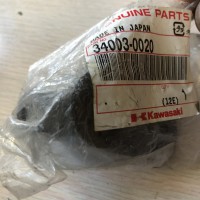 GENUINE PARTS
MADE IN JAPAN
34003-0020
Kawasaki
(12E)